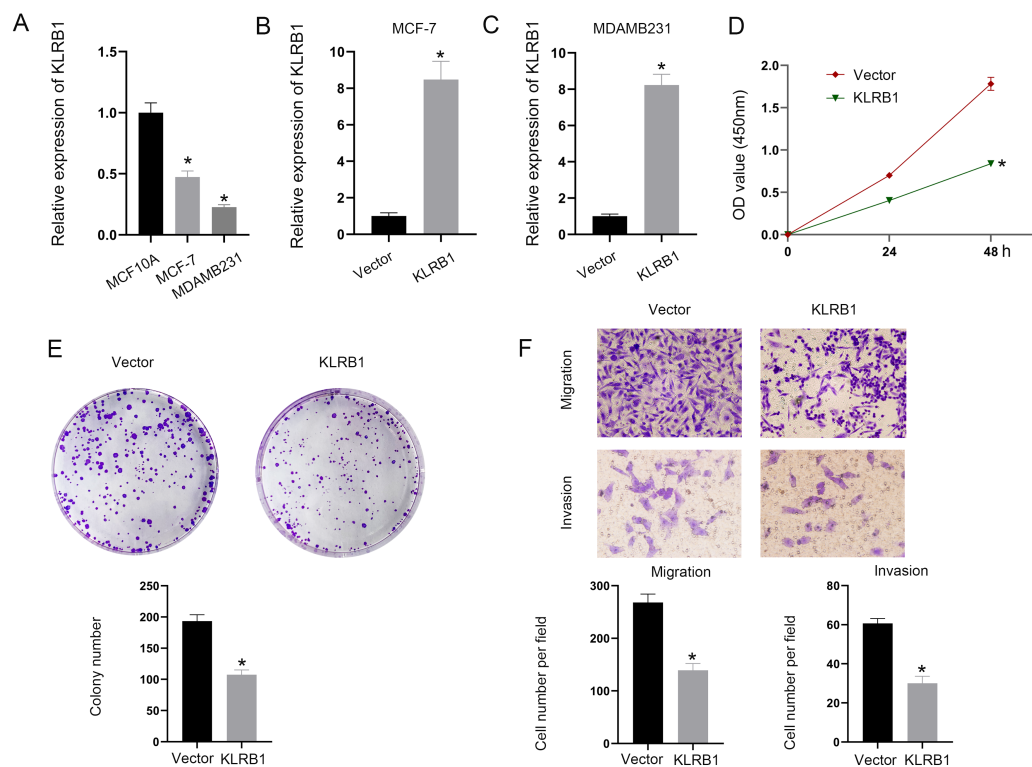 A
Relative expression of KLRB1
1.5
1.0
0.5
0.0
*
*
MCF10A
MCF-7
MDAMB231
B
MCF-7
Relative expression of KLRB1
10
8
6
4
2
0
*
Vector
KLRB1
C
MDAMB231
Relative expression of KLRB1
10
8
6
4
2
0
*
Vector
KLRB1
D
OD value (450nm)
2.0
1.5
1.0
0.5
0.0
Vector
KLRB1
*
0
24
48 h
E
Vector
KLRB1
Colony number
250
200
150
100
50
0
*
Vector
KLRB1
F
Vector
KLRB1
Migration
Invasion
Migration
Cell number per field
300
200
100
0
*
Vector
KLRB1
Invasion
Cell number per field
80
60
40
20
0
*
Vector
KLRB1